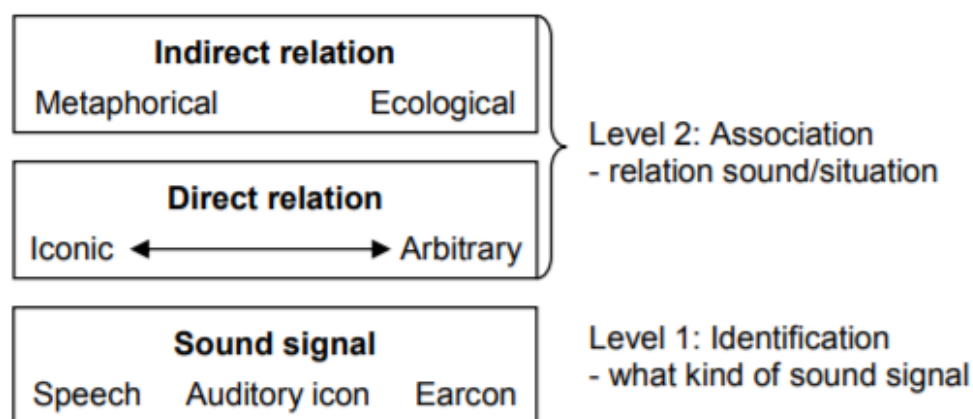 Indirect relation
Metaphorical Ecological
Level 2: Association
- relation sound/situation
Direct relation
Iconic Arbitrary
Sound signal
Speech Auditory icon Earcon
Level 1: Identification
- what kind of sound signal